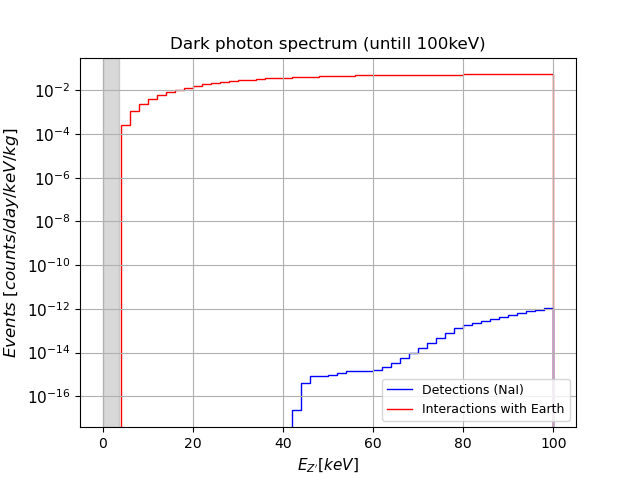 Dark photon spectrum (untill 100keV)
Events [counts/day/keV/kg]
10⁻²
10⁻⁴
10⁻⁶
10⁻⁸
10⁻¹⁰
10⁻¹²
10⁻¹⁴
10⁻¹⁶
Detections (NaI)
Interactions with Earth
0 20 40 60 80 100
E_{Z'}[keV]